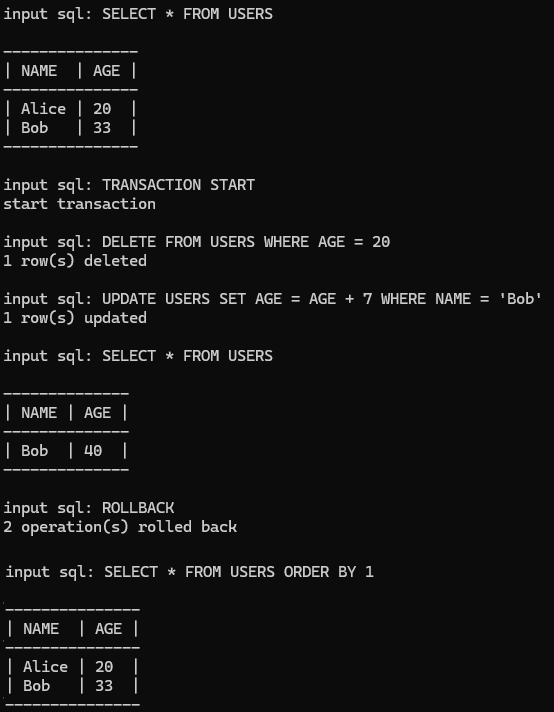 input sql: SELECT * FROM USERS
---------------
| NAME  | AGE |
---------------
| Alice | 20  |
| Bob   | 33  |
---------------
input sql: TRANSACTION START
start transaction
input sql: DELETE FROM USERS WHERE AGE = 20
1 row(s) deleted
input sql: UPDATE USERS SET AGE = AGE + 7 WHERE NAME = 'Bob'
1 row(s) updated
input sql: SELECT * FROM USERS
--------------
| NAME | AGE |
--------------
| Bob  | 40  |
--------------
input sql: ROLLBACK
2 operation(s) rolled back
input sql: SELECT * FROM USERS ORDER BY 1
---------------
| NAME  | AGE |
---------------
| Alice | 20  |
| Bob   | 33  |
---------------